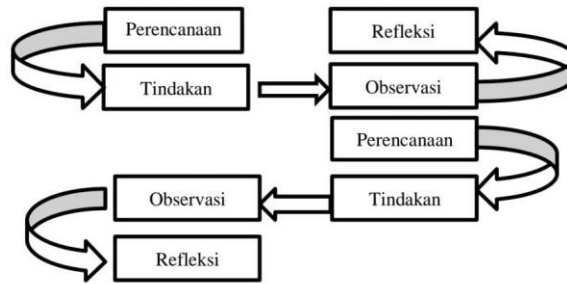 Perencanaan
Refleksi
Tindakan
Observasi
Perencanaan
Observasi
Tindakan
Refleksi